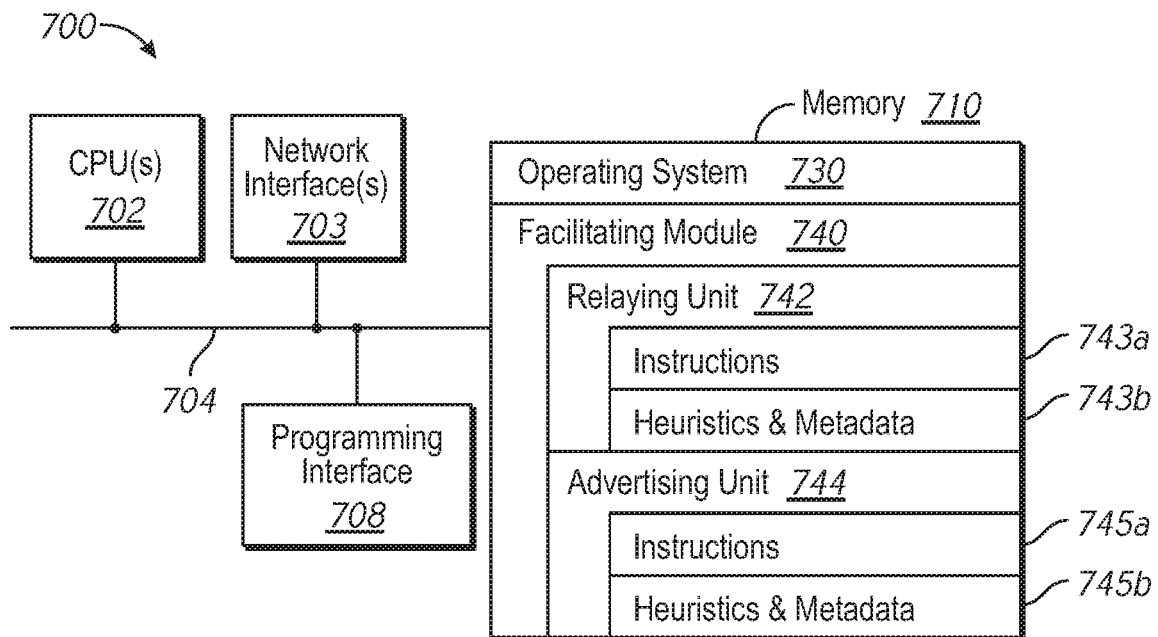 700
Memory 710
CPU(s)
702
Network
Interface(s)
703
Operating System 730
Facilitating Module 740
Relaying Unit 742
Instructions
743a
Heuristics & Metadata
743b
704
Programming
Interface
708
Advertising Unit 744
Instructions
745a
Heuristics & Metadata
745b